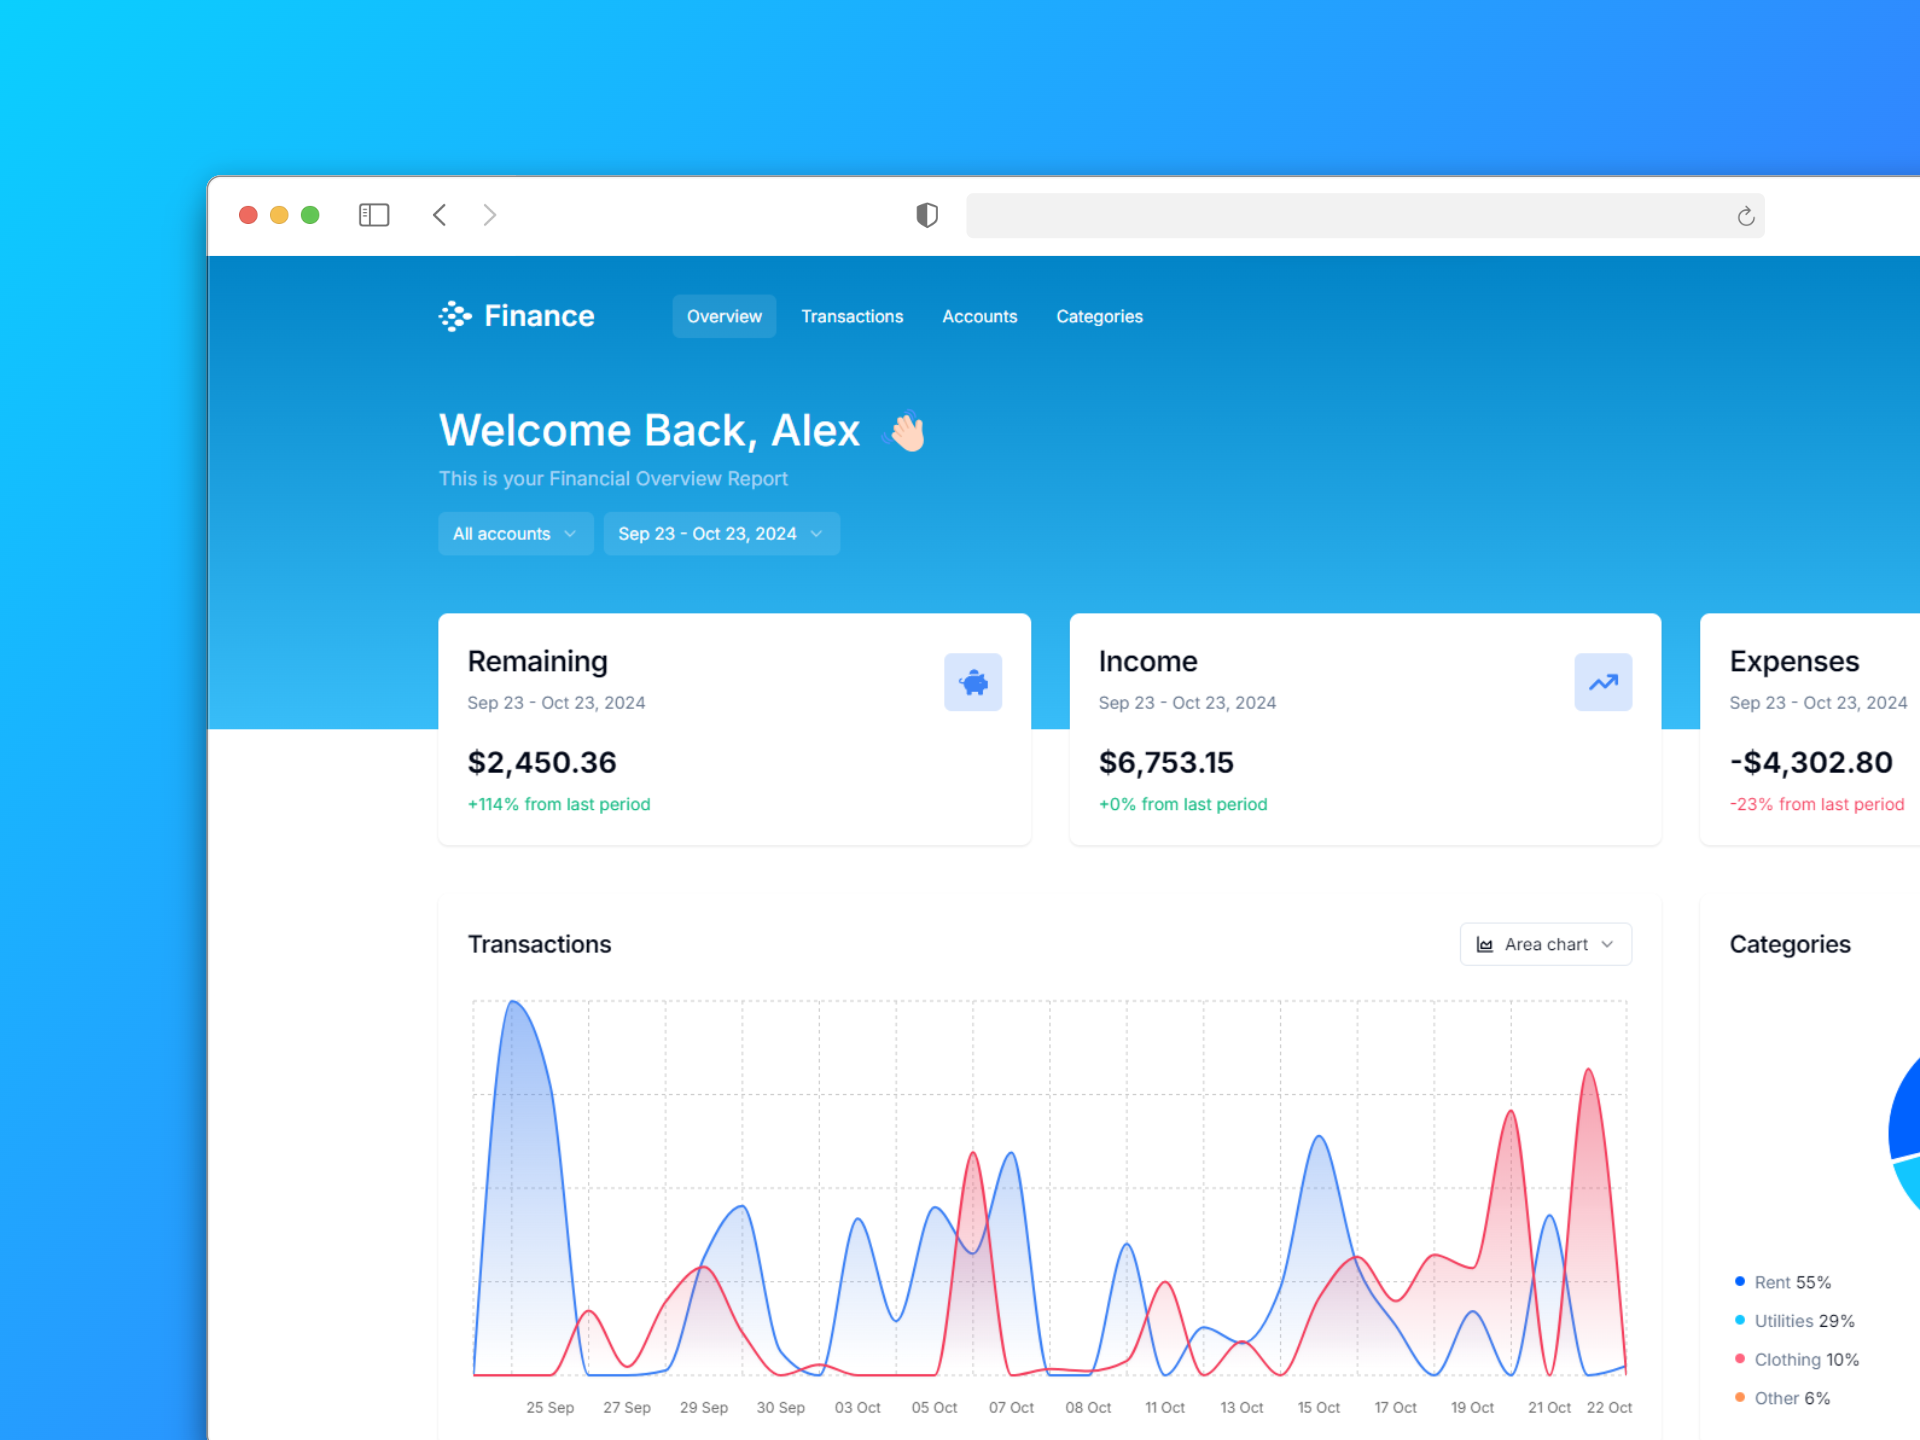 Finance
Overview Transactions Accounts Categories
Welcome Back, Alex
This is your Financial Overview Report
All accounts Sep 23 - Oct 23, 2024
Remaining
Sep 23 - Oct 23, 2024
$2,450.36
+114% from last period
Income
Sep 23 - Oct 23, 2024
$6,753.15
+0% from last period
Expenses
Sep 23 - Oct 23, 2024
-$4,302.80
-23% from last period
Transactions
Area chart
25 Sep 27 Sep 29 Sep 30 Sep 03 Oct 05 Oct 07 Oct 08 Oct 11 Oct 13 Oct 15 Oct 17 Oct 19 Oct 21 Oct 22 Oct
Categories
Rent 55%
Utilities 29%
Clothing 10%
Other 6%